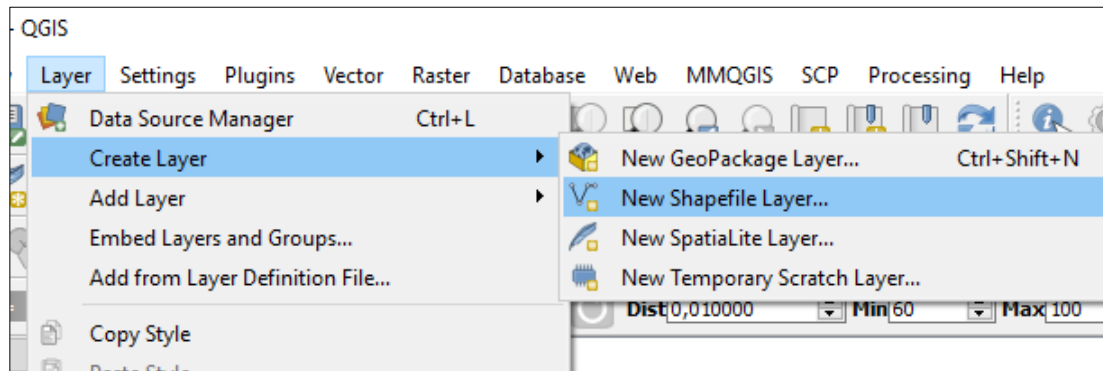 - QGIS
Layer Settings Plugins Vector Raster Database Web MMQGIS SCP Processing Help
Data Source Manager Ctrl+L
Create Layer
Add Layer
Embed Layers and Groups...
Add from Layer Definition File...
Copy Style
Paste Style
New GeoPackage Layer... Ctrl+Shift+N
New Shapefile Layer...
New SpatiaLite Layer...
New Temporary Scratch Layer...
Dist 0,010000 Min 60 Max 100